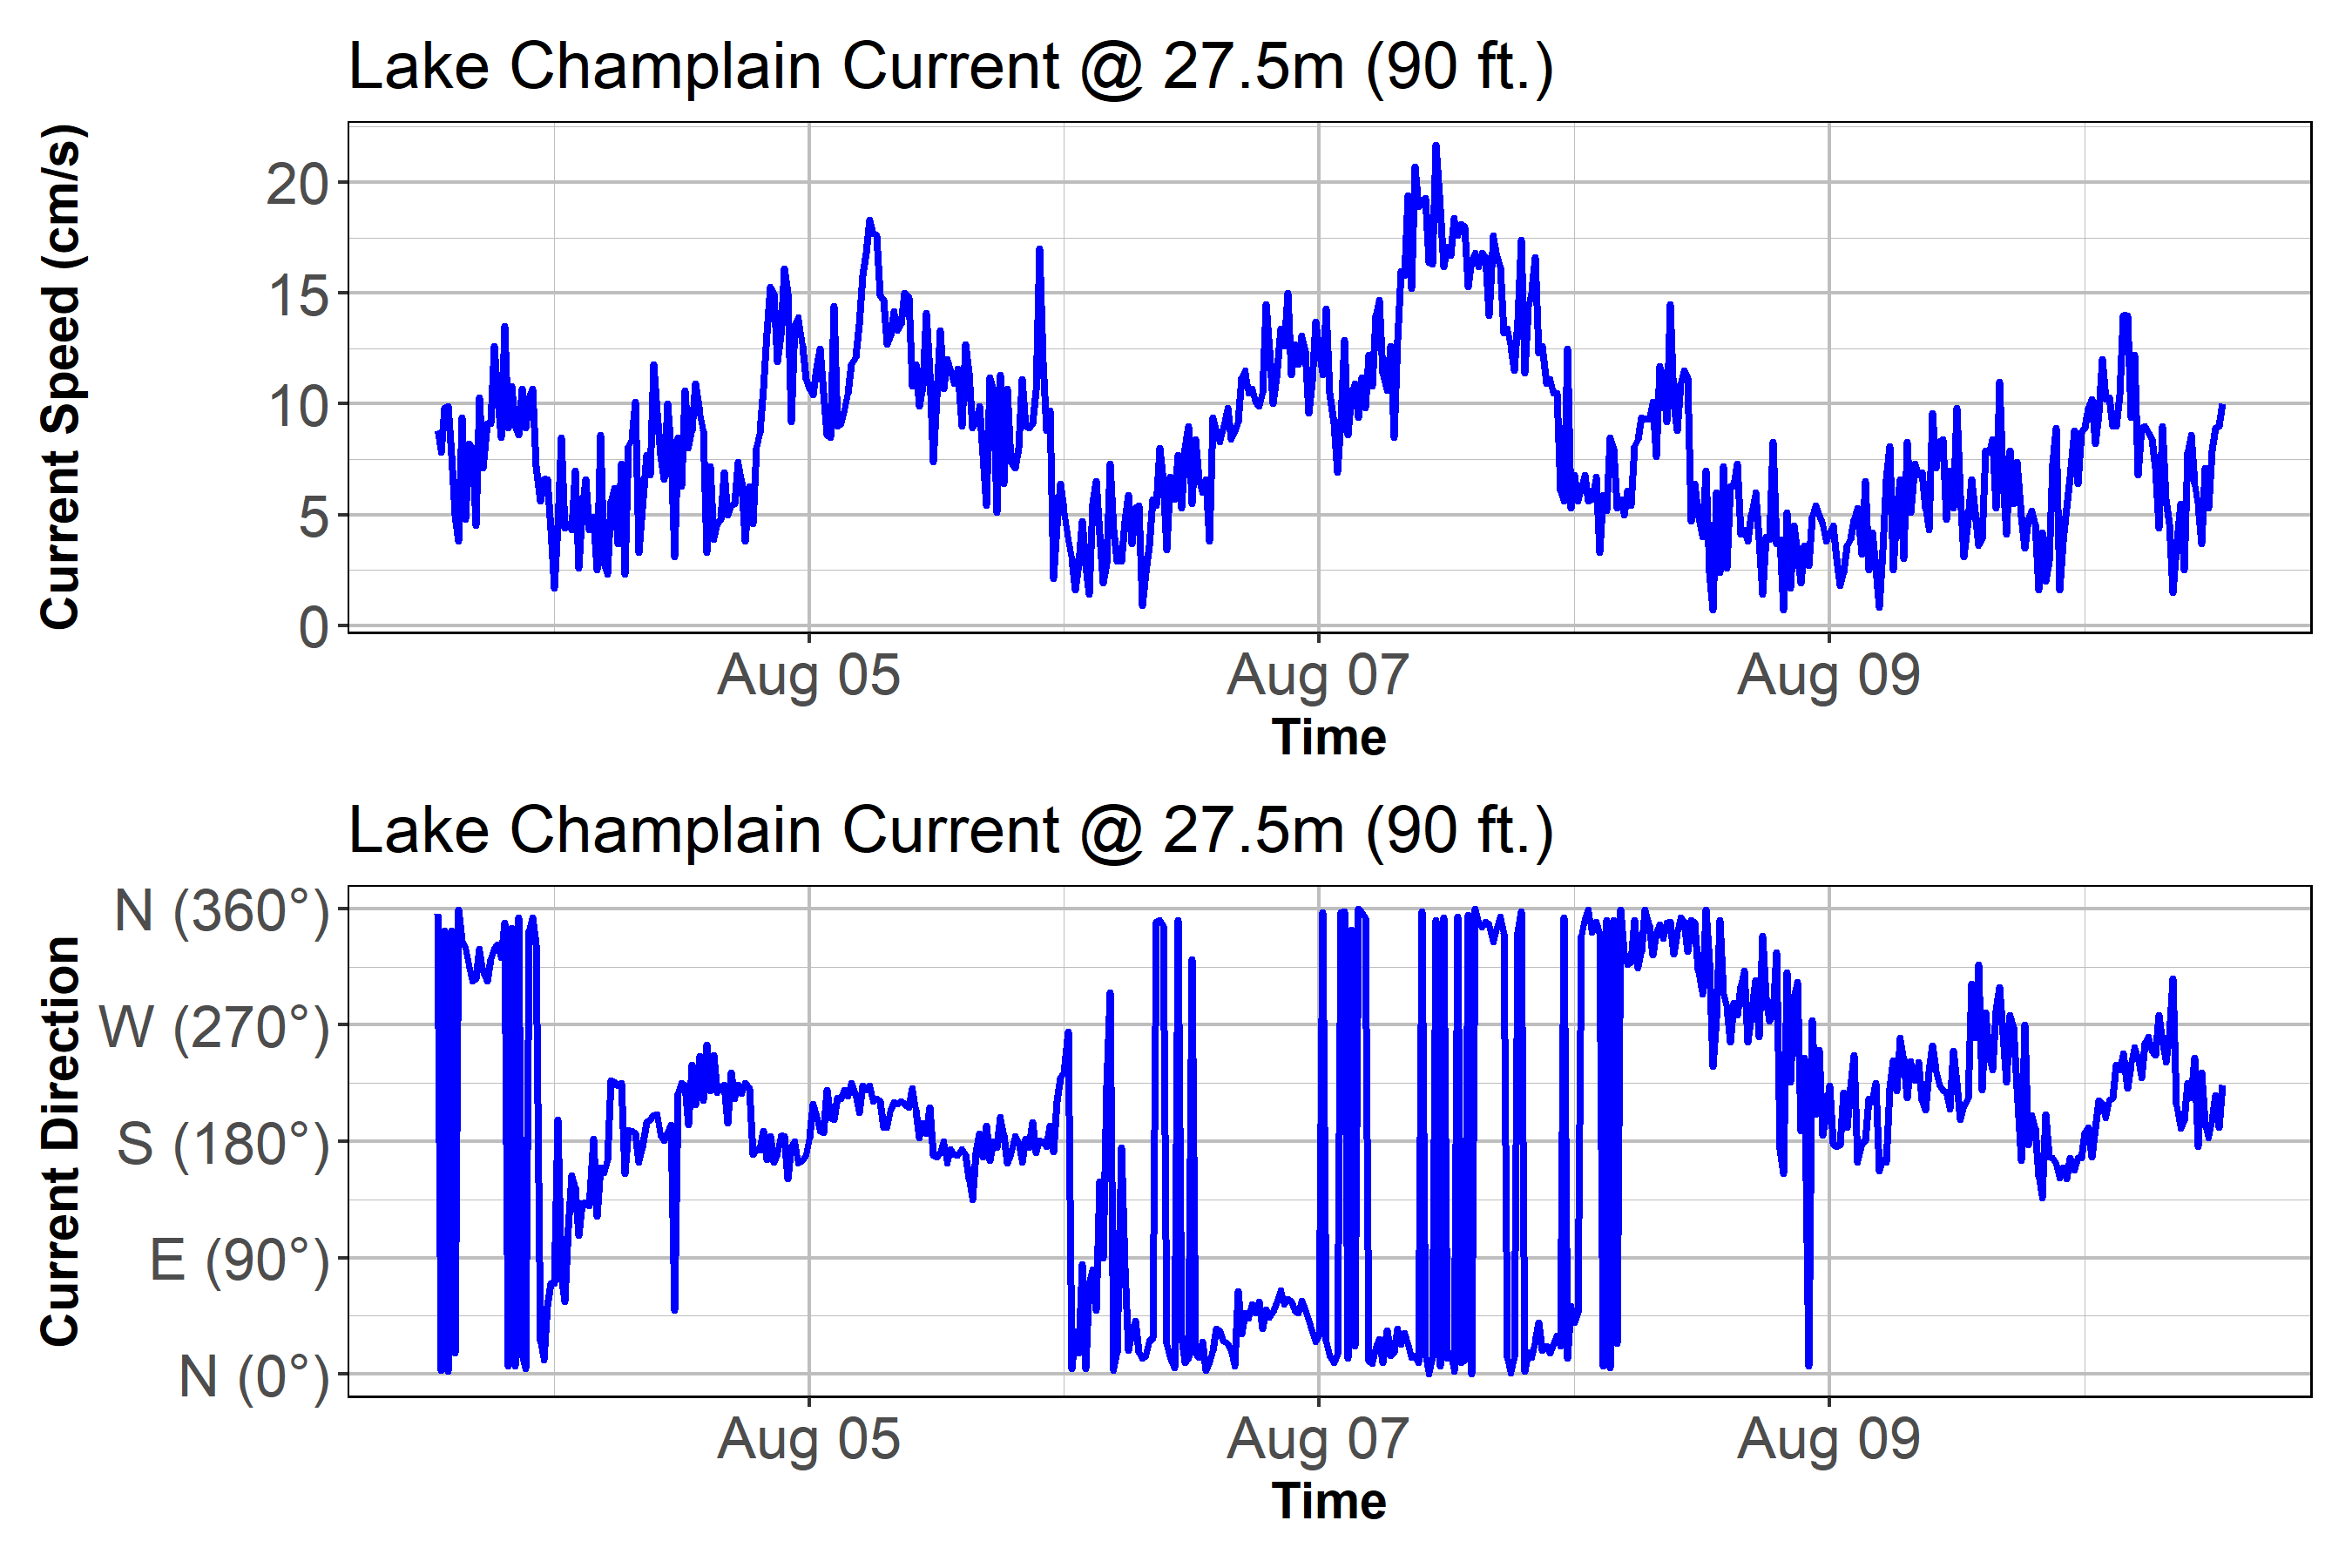 Lake Champlain Current @ 27.5m (90 ft.)
Current Speed (cm/s)
20
15
10
5
0
Aug 05 Aug 07 Aug 09
Time
Lake Champlain Current @ 27.5m (90 ft.)
Current Direction
N (360°)
W (270°)
S (180°)
E (90°)
N (0°)
Aug 05 Aug 07 Aug 09
Time